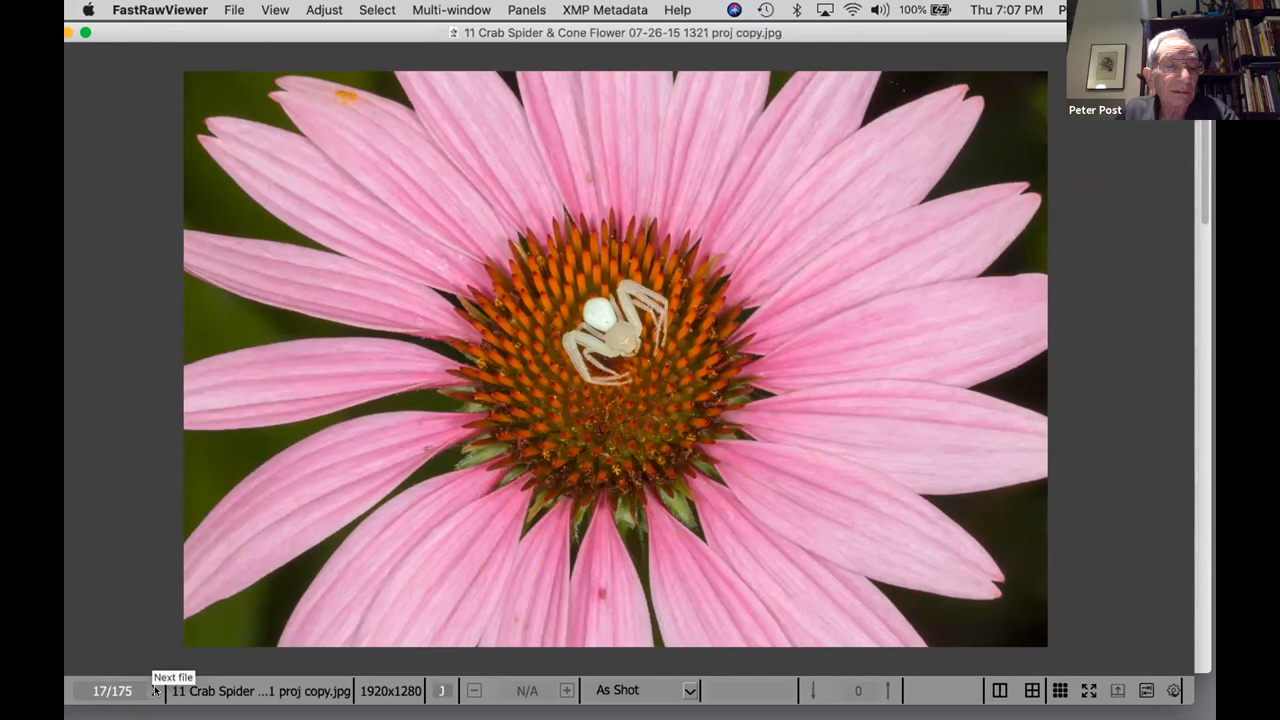 FastRawViewer File View Adjust Select Multi-window Panels XMP Metadata Help 100% Thu 7:07 PM P
11 Crab Spider & Cone Flower 07-26-15 1321 proj copy.jpg
Peter Post
Next file
17/175 11 Crab Spider ...1 proj copy.jpg 1920x1280 J N/A As Shot 0